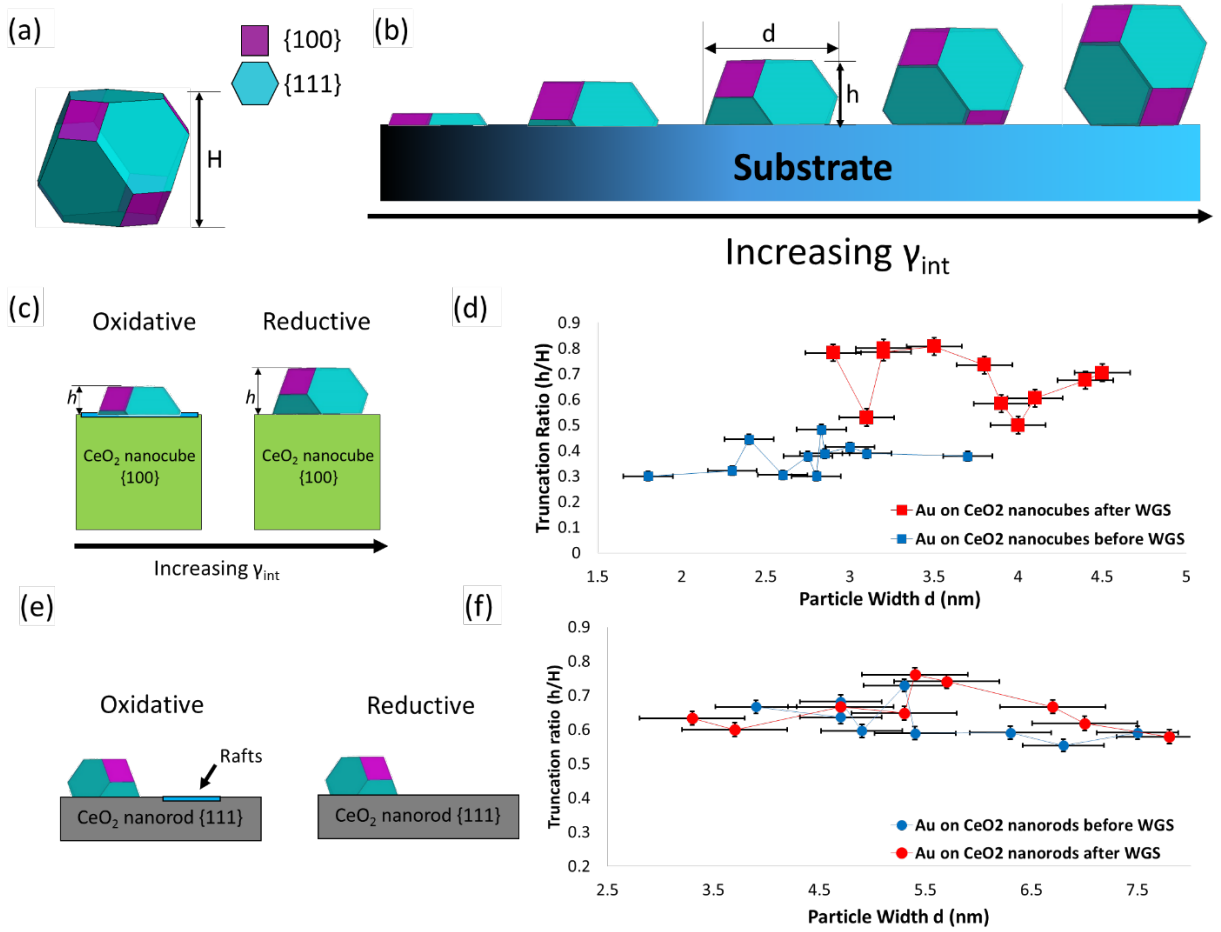 (a)
{100}
{111}
H
(b)
d
h
Substrate
Increasing γint
(c)
Oxidative
Reductive
h
h
CeO2 nanocube
{100}
CeO2 nanocube
{100}
Increasing γint
(d)
Truncation Ratio (h/H)
0.9
0.8
0.7
0.6
0.5
0.4
0.3
0.2
0.1
0
Au on CeO2 nanocubes after WGS
Au on CeO2 nanocubes before WGS
1.5 2 2.5 3 3.5 4 4.5 5
Particle Width d (nm)
(e)
Oxidative
Reductive
Rafts
CeO2 nanorod {111}
CeO2 nanorod {111}
(f)
Truncation ratio (h/H)
0.9
0.8
0.7
0.6
0.5
0.4
0.3
0.2
Au on CeO2 nanorods before WGS
Au on CeO2 nanorods after WGS
2.5 3.5 4.5 5.5 6.5 7.5
Particle Width d (nm)